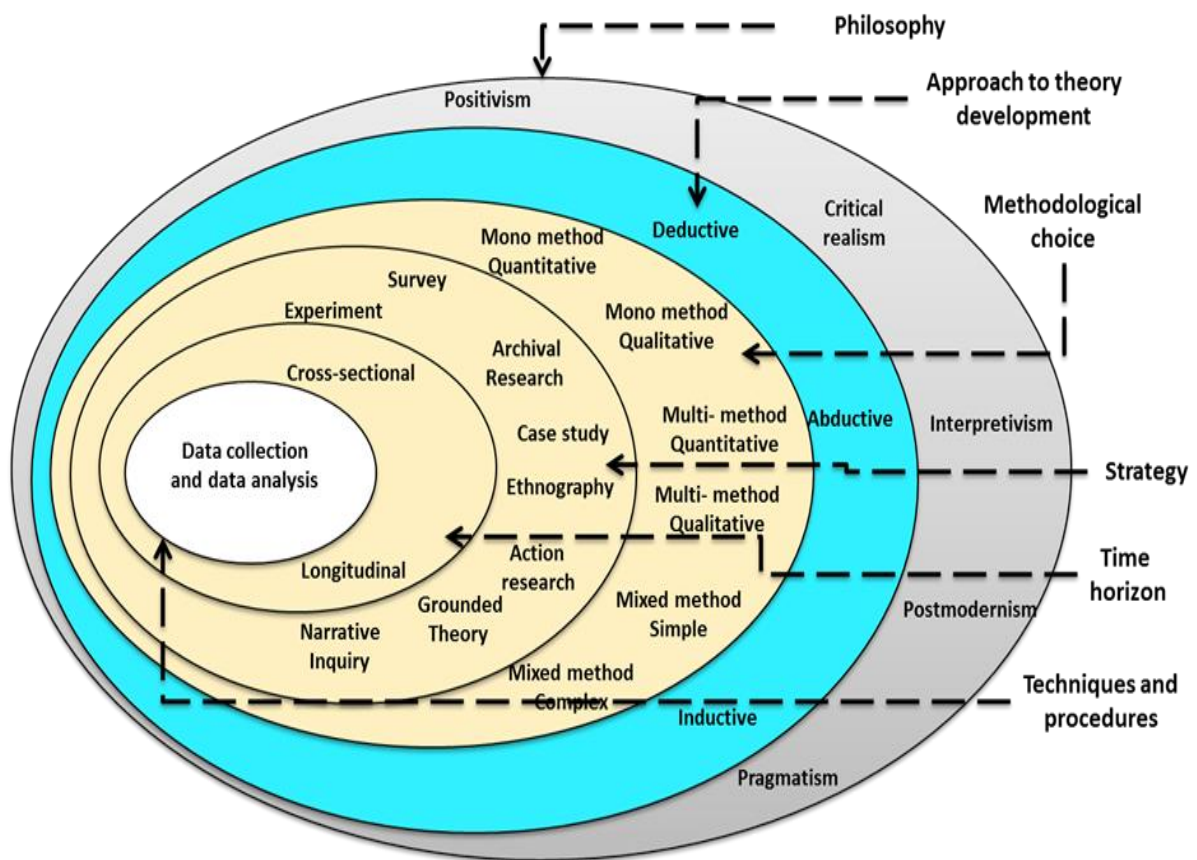 Philosophy
Positivism
Approach to theory
development
Deductive
Critical
realism
Methodological
choice
Mono method
Quantitative
Survey
Experiment
Mono method
Qualitative
Archival
Research
Cross-sectional
Multi- method
Quantitative
Abductive
Interpretivism
Case study
Data collection
and data analysis
Strategy
Ethnography
Multi- method
Qualitative
Action
research
Longitudinal
Time
horizon
Mixed method
Simple
Postmodernism
Grounded
Theory
Narrative
Inquiry
Mixed method
Complex
Techniques and
procedures
Inductive
Pragmatism